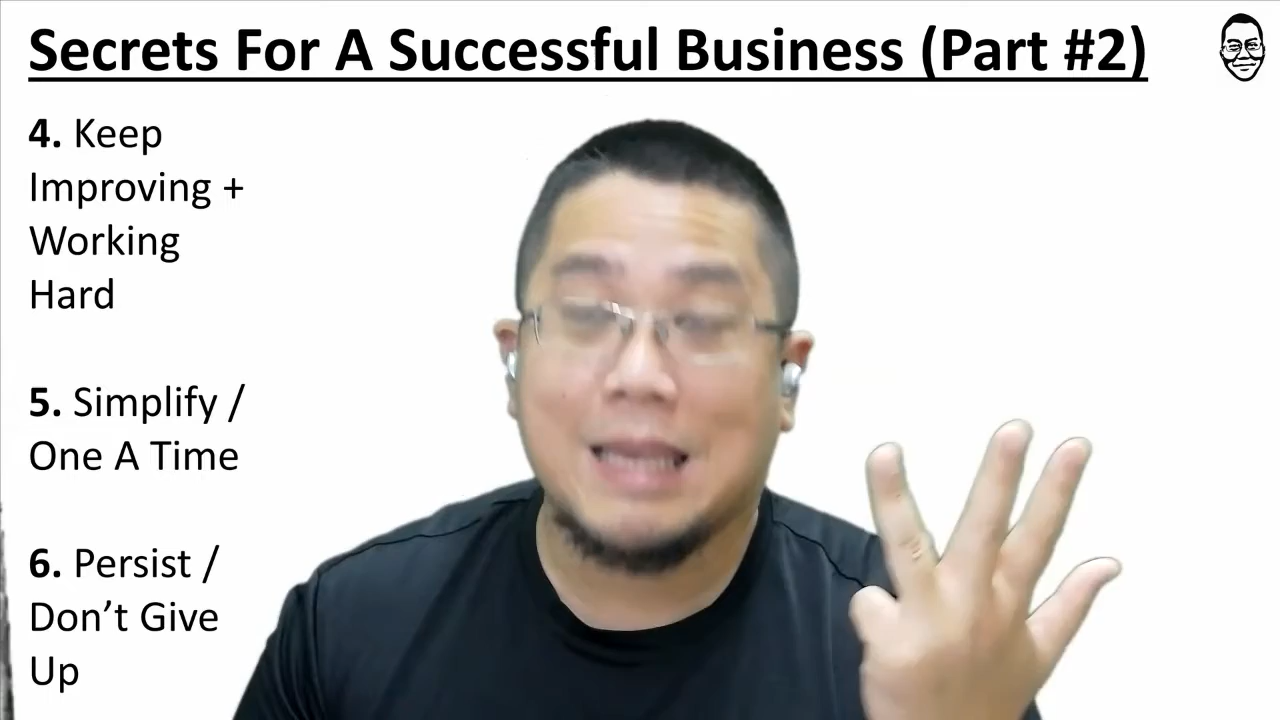 Secrets For A Successful Business (Part #2)
4. Keep
Improving +
Working
Hard
5. Simplify /
One A Time
6. Persist /
Don’t Give
Up